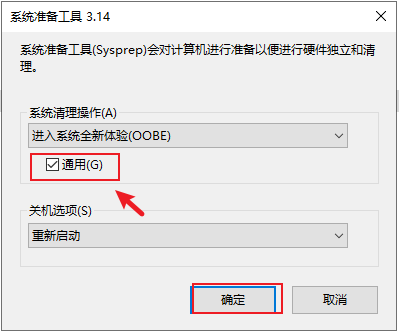 系统准备工具 3.14
系统准备工具(Sysprep)会对计算机进行准备以便进行硬件独立和清
理。
系统清理操作(A)
进入系统全新体验(OOBE)
通用(G)
关机选项(S)
重新启动
确定
取消